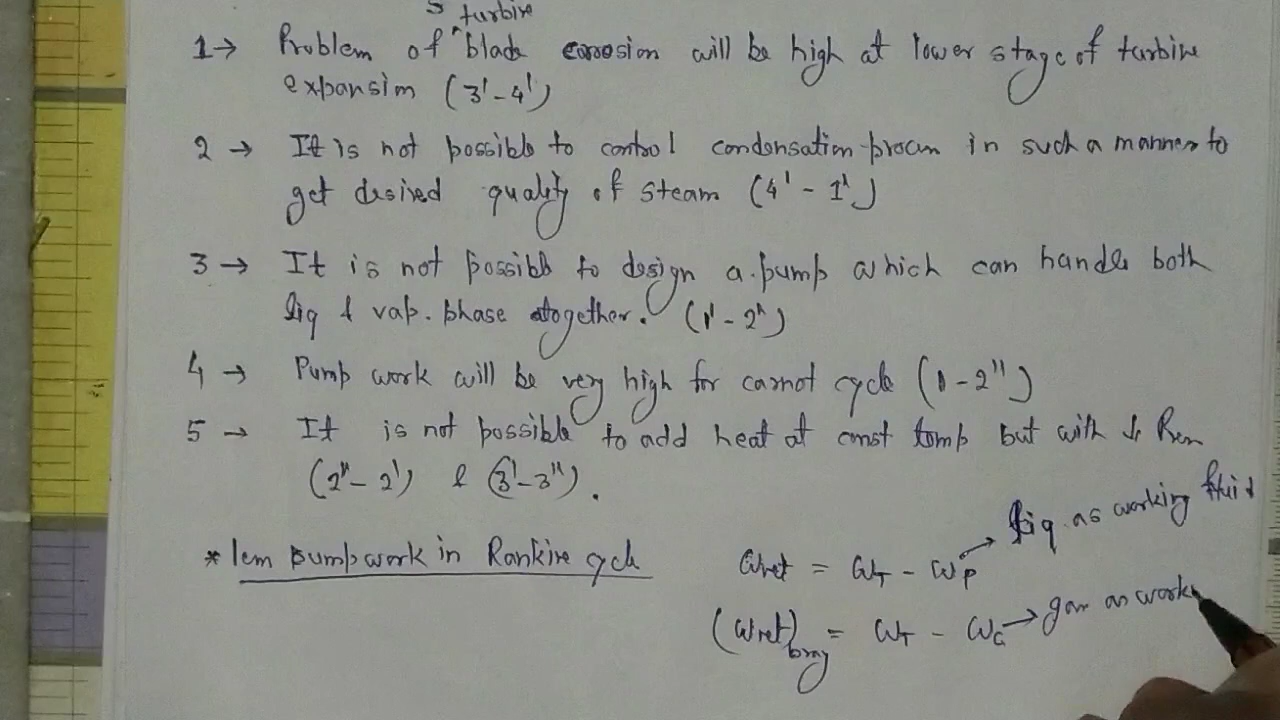 turbine
1→ Problem of blade corrosion will be high at lower stage of turbine
expansion (3' - 4')
2 → It is not possible to control condensation process in such a manner to
get desired quality of steam (4' - 1')
3 → It is not possible to design a pump which can handle both
liq & vap. phase altogether. (1' - 2")
4 → Pump work will be very high for carnot cycle (1 - 2")
5 → It is not possible to add heat at const temp but with ↓ Pren
(2" - 2') & (3' - 3").
* less pump work in Rankine cycle
Wnet = WT - WP → liq. as working fluid
(Wnet)bray = WT - WC → gas as work